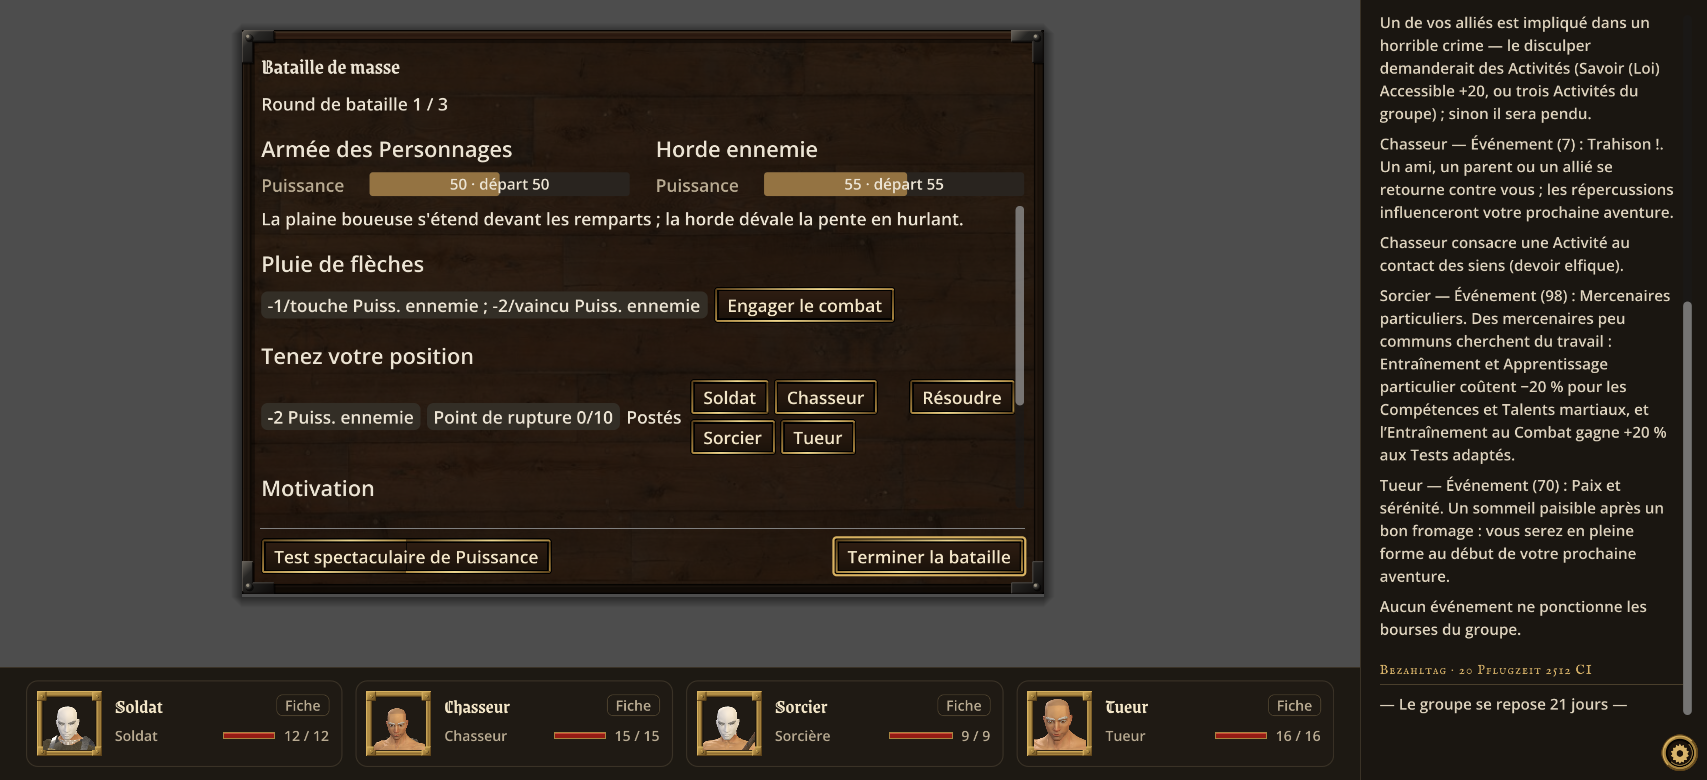 Bataille de masse
Round de bataille 1 / 3
Armée des Personnages
Horde ennemie
Puissance 50 · départ 50
Puissance 55 · départ 55
La plaine boueuse s'étend devant les remparts ; la horde dévale la pente en hurlant.
Pluie de flèches
-1/touche Puiss. ennemie ; -2/vaincu Puiss. ennemie Engager le combat
Tenez votre position
-2 Puiss. ennemie Point de rupture 0/10 Postés
Soldat Chasseur Résoudre
Sorcier Tueur
Motivation
Test spectaculaire de Puissance
Terminer la bataille
Soldat Fiche
Soldat 12 / 12
Chasseur Fiche
Chasseur 15 / 15
Sorcier Fiche
Sorcière 9 / 9
Tueur Fiche
Tueur 16 / 16
Un de vos alliés est impliqué dans un
horrible crime — le disculper
demanderait des Activités (Savoir (Loi)
Accessible +20, ou trois Activités du
groupe) ; sinon il sera pendu.
Chasseur — Événement (7) : Trahison !.
Un ami, un parent ou un allié se
retourne contre vous ; les répercussions
influenceront votre prochaine aventure.
Chasseur consacre une Activité au
contact des siens (devoir elfique).
Sorcier — Événement (98) : Mercenaires
particuliers. Des mercenaires peu
communs cherchent du travail :
Entraînement et Apprentissage
particulier coûtent −20 % pour les
Compétences et Talents martiaux, et
l’Entraînement au Combat gagne +20 %
aux Tests adaptés.
Tueur — Événement (70) : Paix et
sérénité. Un sommeil paisible après un
bon fromage : vous serez en pleine
forme au début de votre prochaine
aventure.
Aucun événement ne ponctionne les
bourses du groupe.
Bezahltag · 20 Pflugzeit 2512 CI
— Le groupe se repose 21 jours —